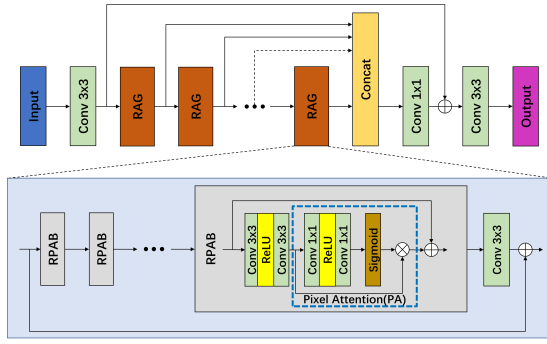 Input
Conv 3x3
RAG
RAG
RAG
Concat
Conv 1x1
Conv 3x3
Output
RPAB
RPAB
RPAB
Conv 3x3
ReLU
Conv 3x3
Conv 1x1
ReLU
Conv 1x1
Sigmoid
Pixel Attention(PA)
Conv 3x3